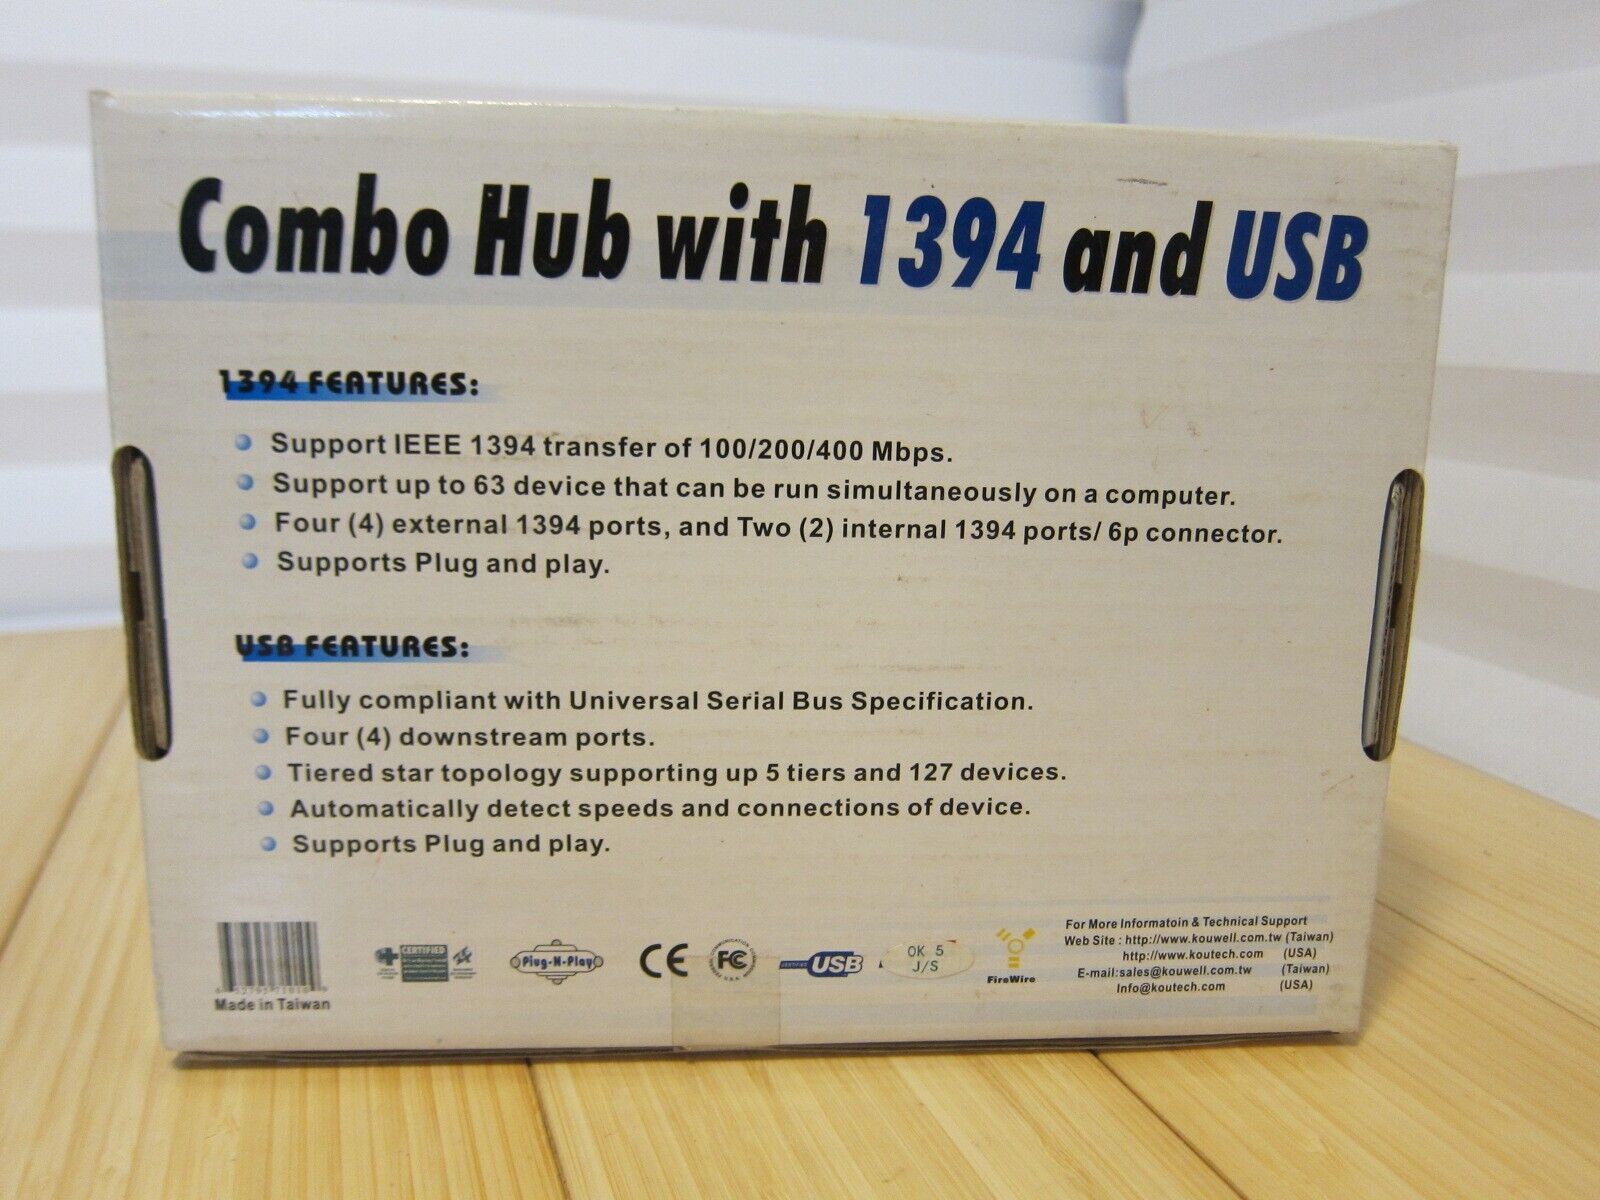 Combo Hub with 1394 and USB
1394 FEATURES:
Support IEEE 1394 transfer of 100/200/400 Mbps.
Support up to 63 device that can be run simultaneously on a computer.
Four (4) external 1394 ports, and Two (2) internal 1394 ports/ 6p connector.
Supports Plug and play.
USB FEATURES:
Fully compliant with Universal Serial Bus Specification.
Four (4) downstream ports.
Tiered star topology supporting up 5 tiers and 127 devices.
Automatically detect speeds and connections of device.
Supports Plug and play.
Made in Taiwan
CERTIFIED
Plug-N-Play
CE
FC
CERTIFIED USB
OK 5
J/S
FireWire
For More Informatoin & Technical Support
Web Site : http://www.kouwell.com.tw (Taiwan)
http://www.koutech.com (USA)
E-mail:sales@kouwell.com.tw (Taiwan)
Info@koutech.com (USA)